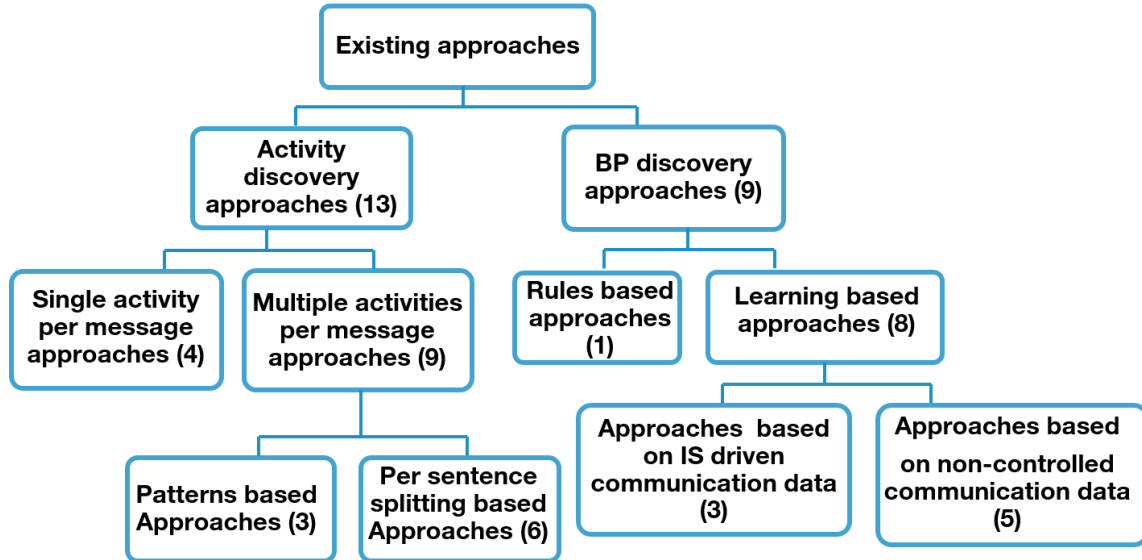 Existing approaches
Activity
discovery
approaches (13)
BP discovery
approaches (9)
Single activity
per message
approaches (4)
Multiple activities
per message
approaches (9)
Rules based
approaches
(1)
Learning based
approaches (8)
Patterns based
Approaches (3)
Per sentence
splitting based
Approaches (6)
Approaches based
on IS driven
communication data
(3)
Approaches based
on non-controlled
communication data
(5)